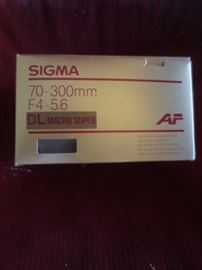 SIGMA
70-300mm
F4-5.6
DL MACRO SUPER
AF